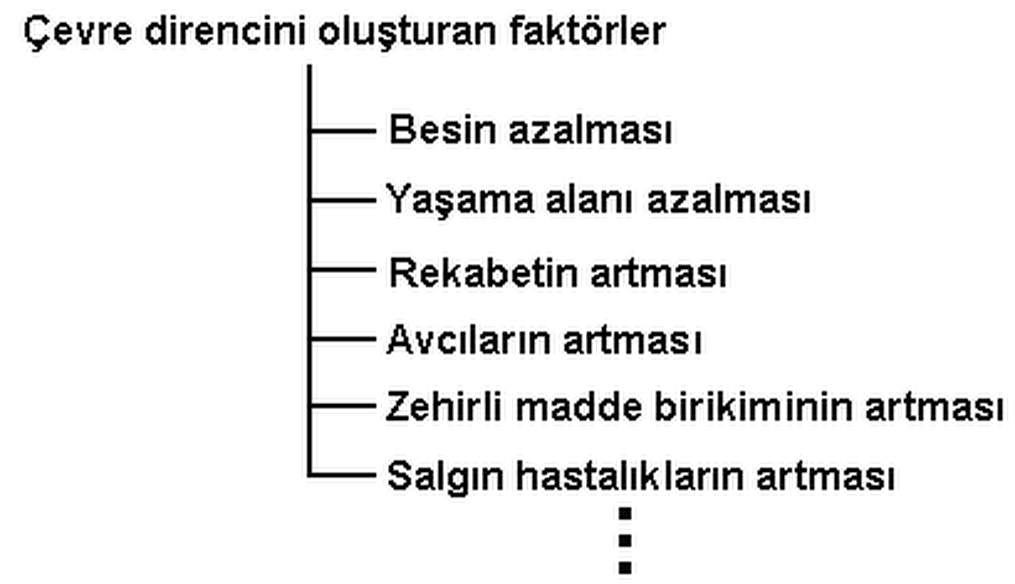 Çevre direncini oluşturan faktörler
Besin azalması
Yaşama alanı azalması
Rekabetin artması
Avcıların artması
Zehirli madde birikiminin artması
Salgın hastalıkların artması